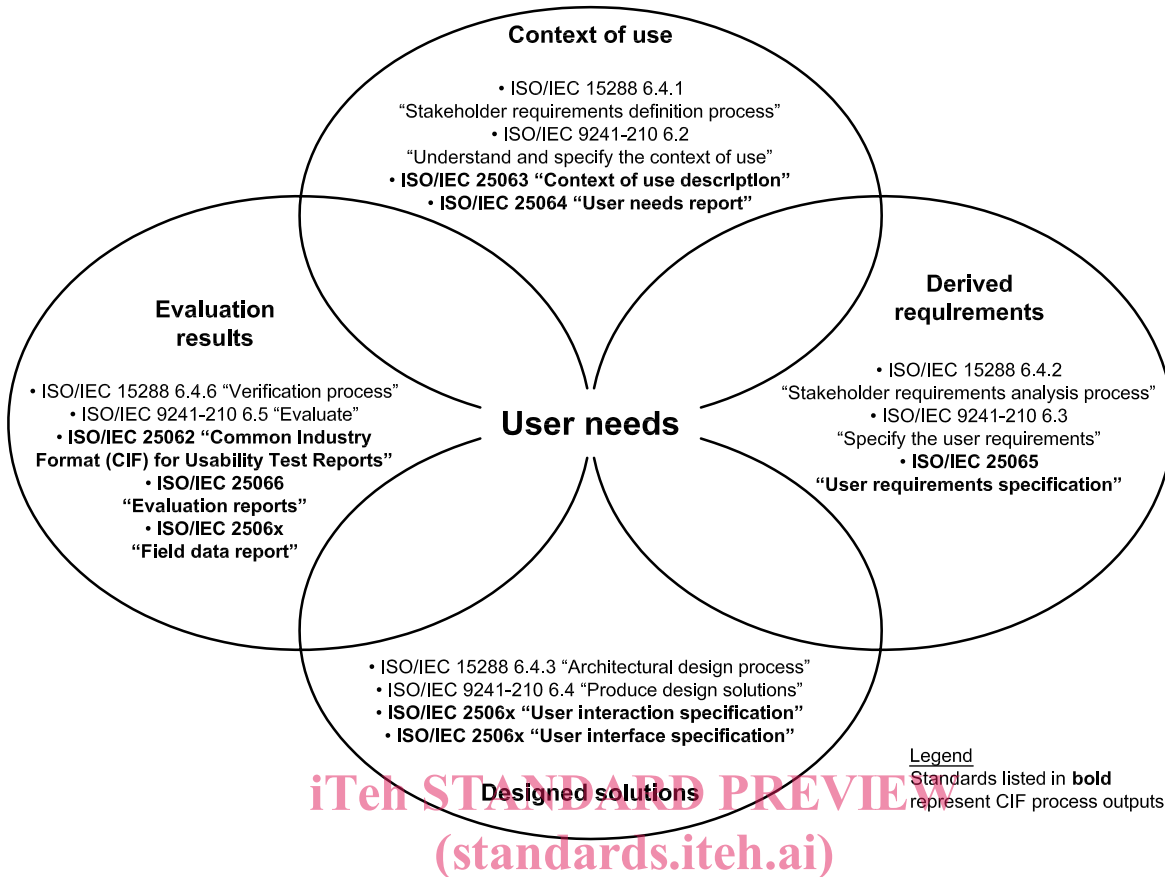 Context of use
• ISO/IEC 15288 6.4.1
“Stakeholder requirements definition process”
• ISO/IEC 9241-210 6.2
“Understand and specify the context of use”
• ISO/IEC 25063 “Context of use description”
• ISO/IEC 25064 “User needs report”
Evaluation
results
• ISO/IEC 15288 6.4.6 “Verification process”
• ISO/IEC 9241-210 6.5 “Evaluate”
• ISO/IEC 25062 “Common Industry
Format (CIF) for Usability Test Reports”
• ISO/IEC 25066
“Evaluation reports”
• ISO/IEC 2506x
“Field data report”
User needs
Derived
requirements
• ISO/IEC 15288 6.4.2
“Stakeholder requirements analysis process”
• ISO/IEC 9241-210 6.3
“Specify the user requirements”
• ISO/IEC 25065
“User requirements specification”
• ISO/IEC 15288 6.4.3 “Architectural design process”
• ISO/IEC 9241-210 6.4 “Produce design solutions”
• ISO/IEC 2506x “User interaction specification”
• ISO/IEC 2506x “User interface specification”
Designed solutions
Legend
Standards listed in bold
represent CIF process outputs
iTeh STANDARD PREVIEW
(standards.iteh.ai)